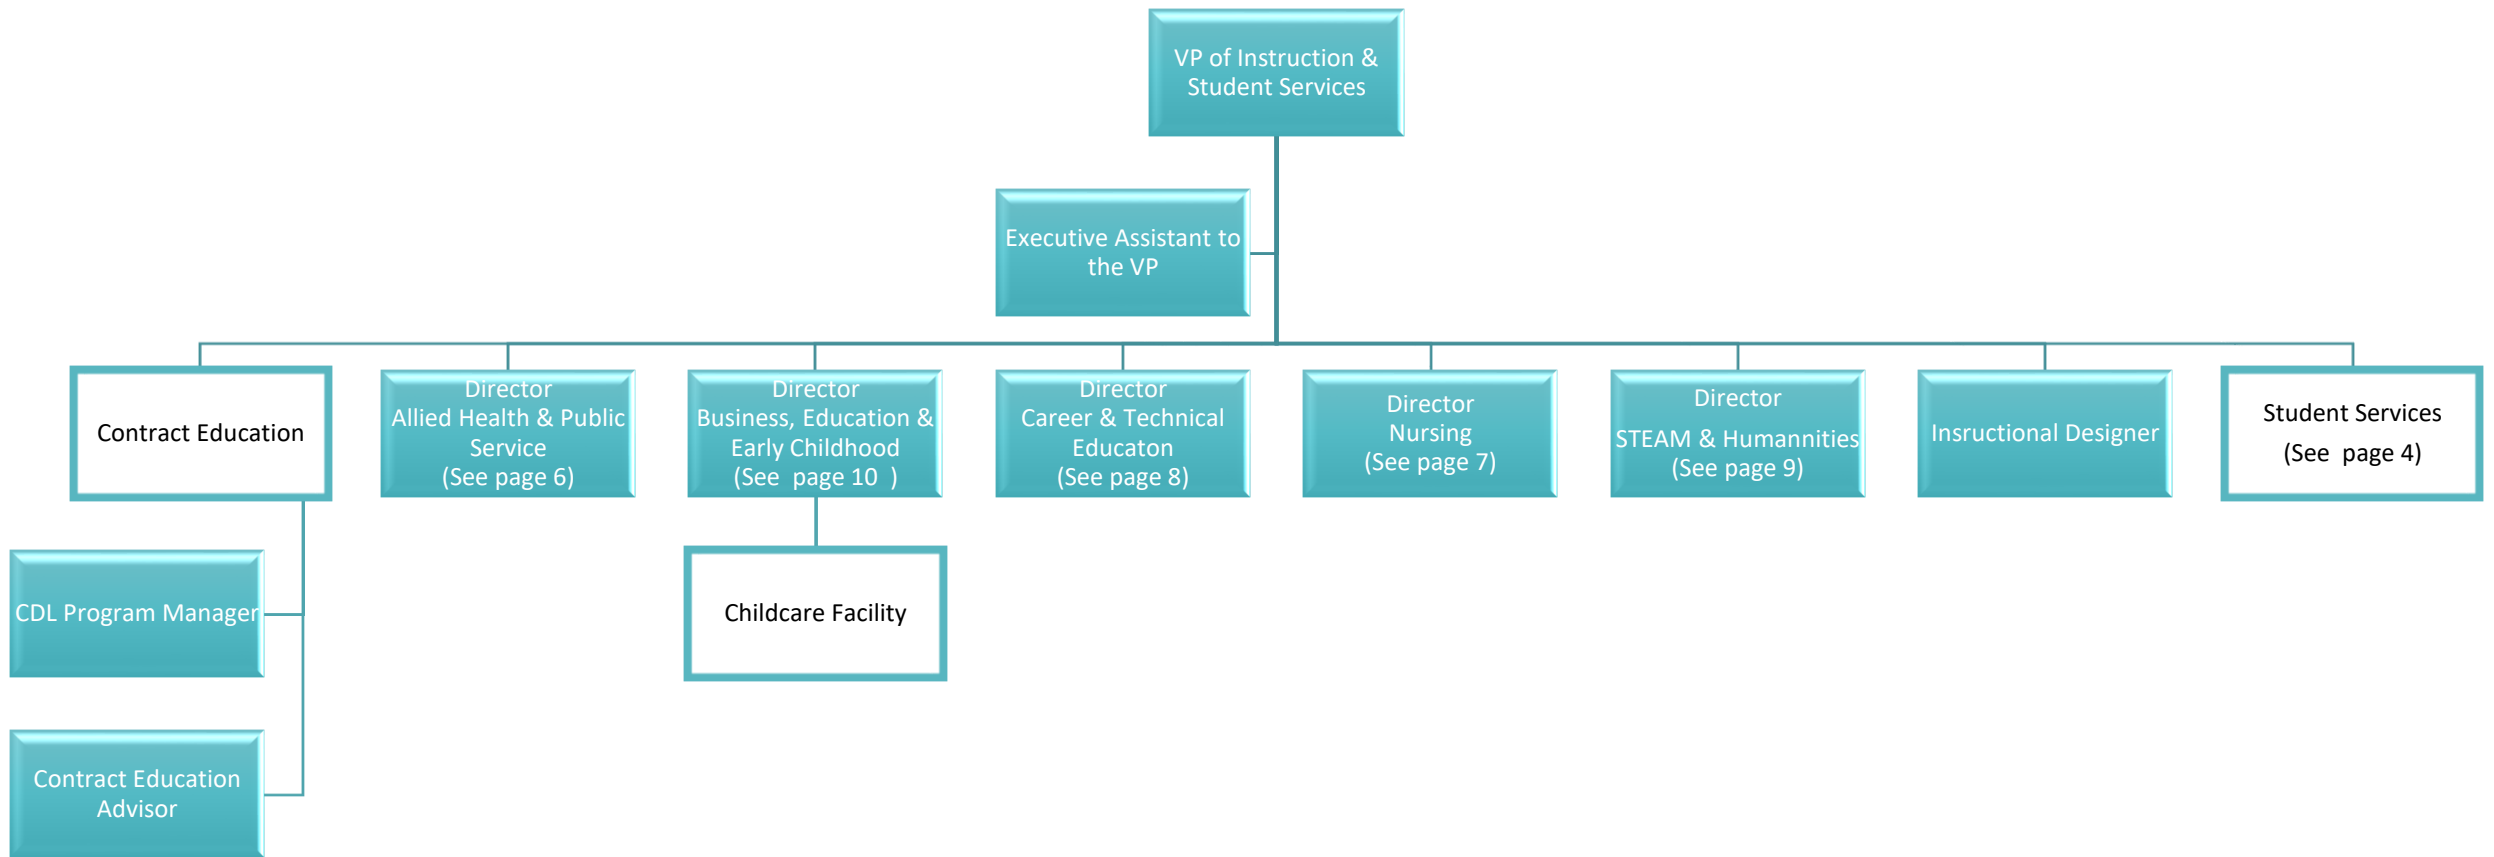 VP of Instruction &
Student Services
Executive Assistant to
the VP
Contract Education
Director
Allied Health & Public
Service
(See page 6)
Director
Business, Education &
Early Childhood
(See  page 10  )
Director
Career & Technical
Educaton
(See page 8)
Director
Nursing
(See page 7)
Director
STEAM & Humannities
(See page 9)
Insructional Designer
Student Services
(See  page 4)
CDL Program Manager
Childcare Facility
Contract Education
Advisor